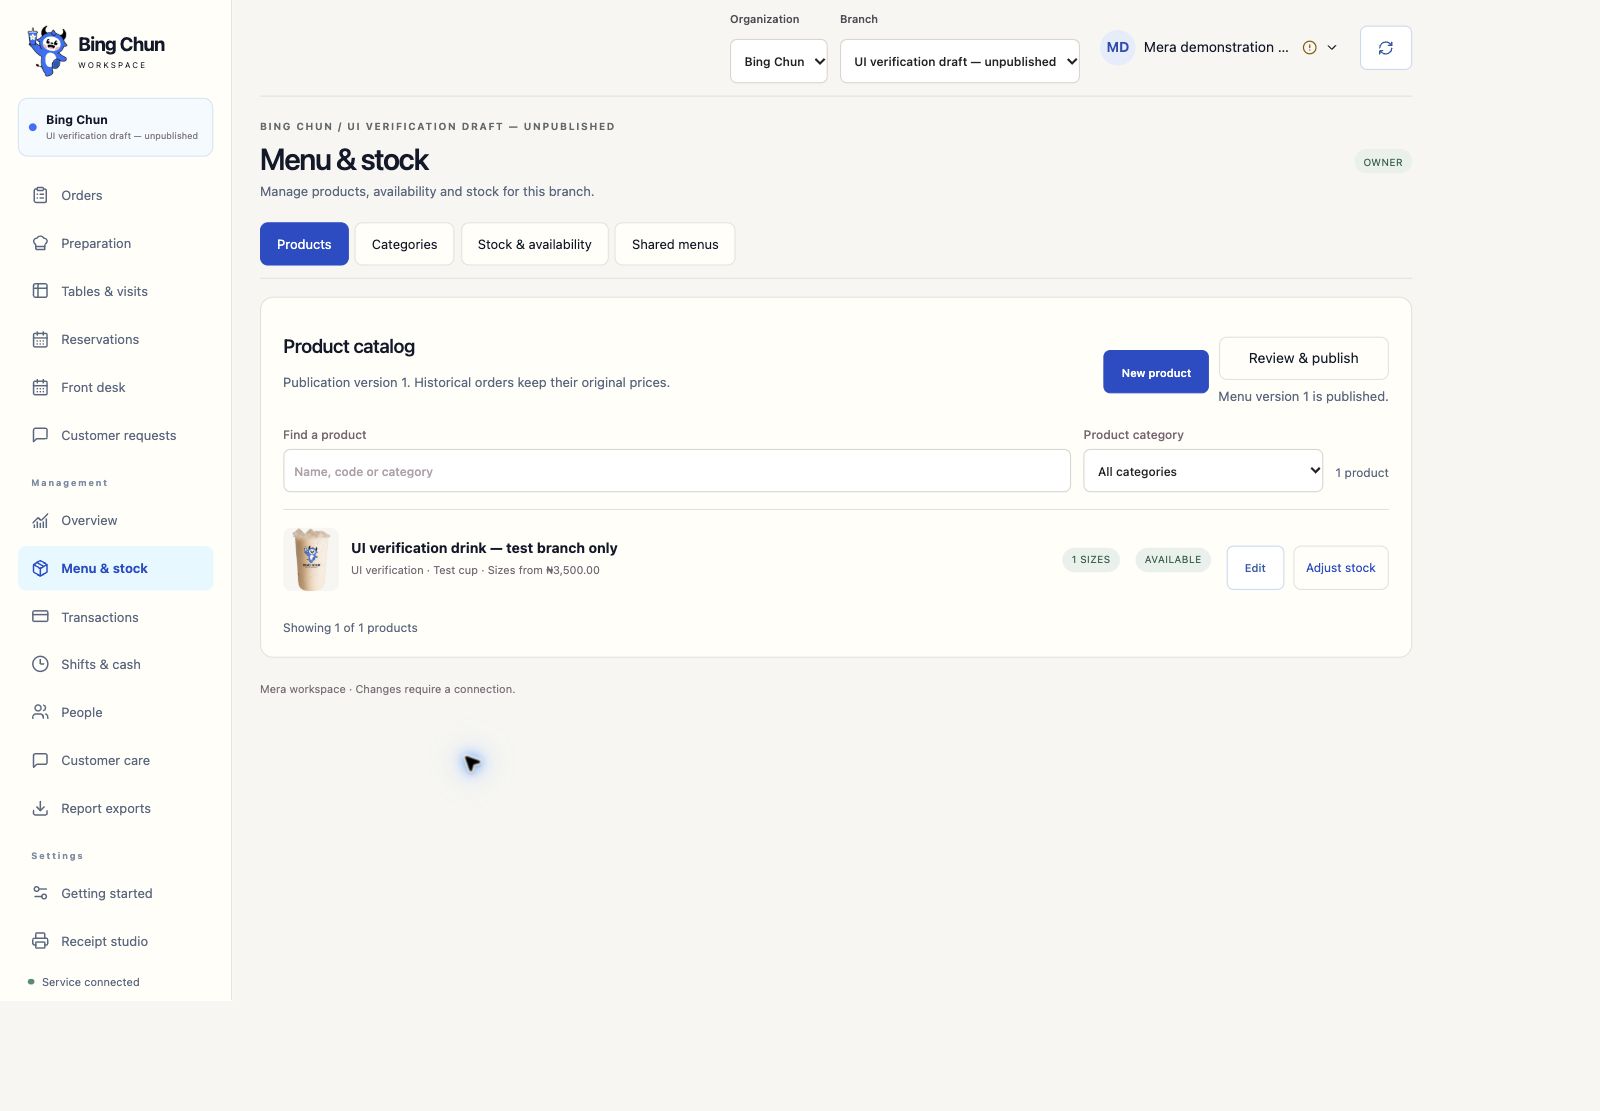 Bing Chun
WORKSPACE
Bing Chun
UI verification draft — unpublished
Orders
Preparation
Tables & visits
Reservations
Front desk
Customer requests
Management
Overview
Menu & stock
Transactions
Shifts & cash
People
Customer care
Report exports
Settings
Getting started
Receipt studio
Service connected
Organization
Bing Chun
Branch
UI verification draft — unpublished
MD
Mera demonstration ...
BING CHUN / UI VERIFICATION DRAFT — UNPUBLISHED
Menu & stock
OWNER
Manage products, availability and stock for this branch.
Products
Categories
Stock & availability
Shared menus
Product catalog
Publication version 1. Historical orders keep their original prices.
New product
Review & publish
Menu version 1 is published.
Find a product
Name, code or category
Product category
All categories
1 product
UI verification drink — test branch only
UI verification · Test cup · Sizes from ₦3,500.00
1 SIZES
AVAILABLE
Edit
Adjust stock
Showing 1 of 1 products
Mera workspace · Changes require a connection.